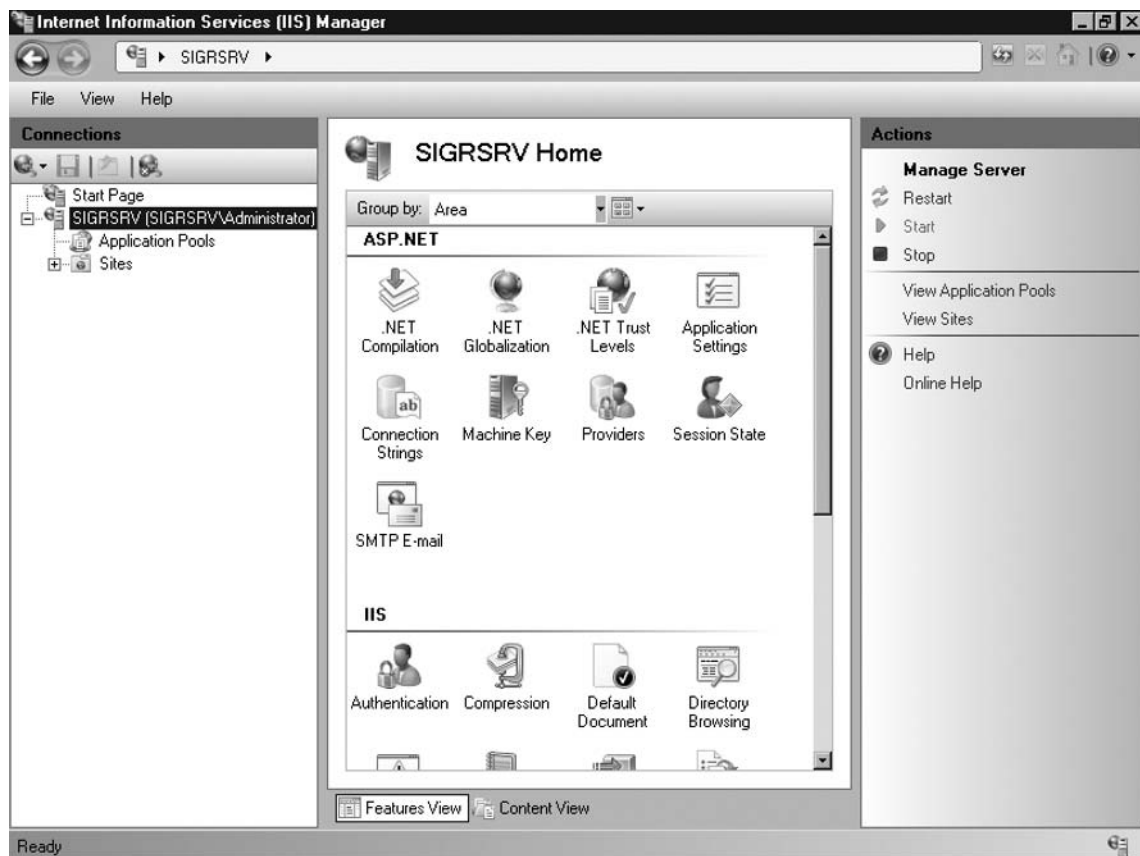 Internet Information Services (IIS) Manager
SIGRSRV
File View Help
Connections
Start Page
SIGRSRV (SIGRSRV\Administrator)
Application Pools
Sites
SIGRSRV Home
Group by: Area
ASP.NET
.NET Compilation
.NET Globalization
.NET Trust Levels
Application Settings
Connection Strings
ab
Machine Key
Providers
Session State
SMTP E-mail
IIS
Authentication
Compression
Default Document
Directory Browsing
Features View
Content View
Actions
Manage Server
Restart
Start
Stop
View Application Pools
View Sites
Help
Online Help
Ready